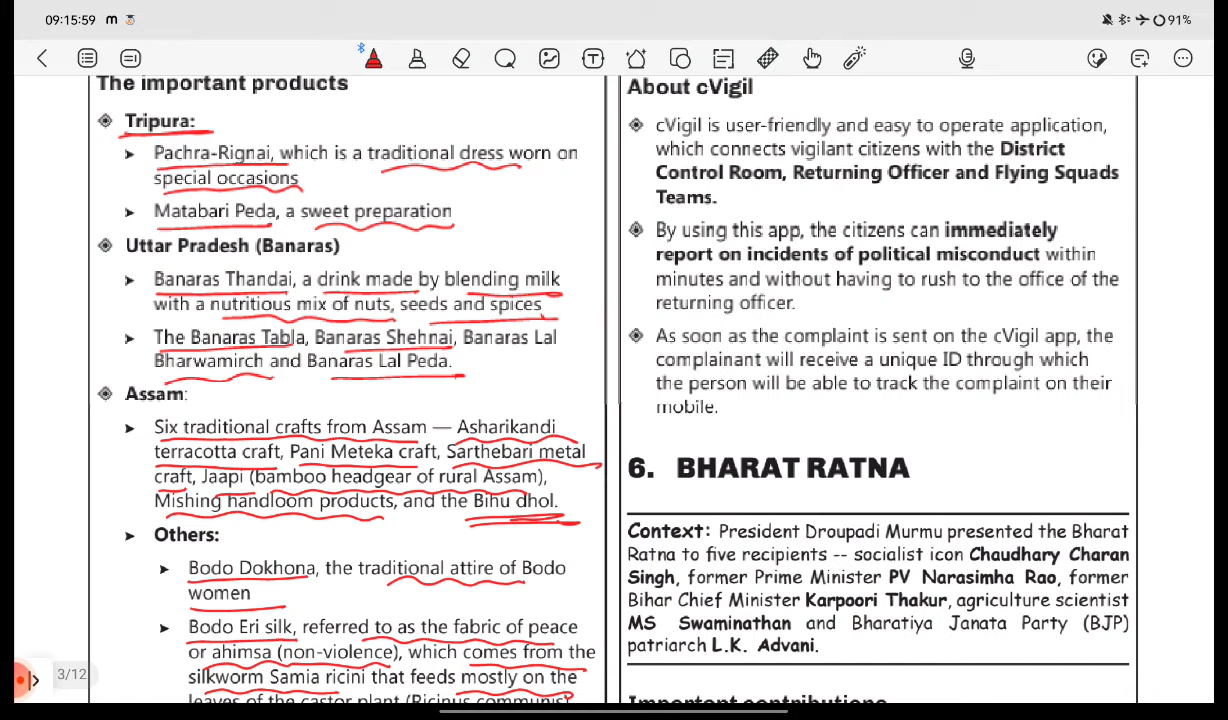 09:15:59 m
91%
The important products
Tripura:
Pachra-Rignai, which is a traditional dress worn on
special occasions
Matabari Peda, a sweet preparation
Uttar Pradesh (Banaras)
Banaras Thandai, a drink made by blending milk
with a nutritious mix of nuts, seeds and spices
The Banaras Tabla, Banaras Shehnai, Banaras Lal
Bharwamirch and Banaras Lal Peda.
Assam:
Six traditional crafts from Assam — Asharikandi
terracotta craft, Pani Meteka craft, Sarthebari metal
craft, Jaapi (bamboo headgear of rural Assam),
Mishing handloom products, and the Bihu dhol.
Others:
Bodo Dokhona, the traditional attire of Bodo
women
Bodo Eri silk, referred to as the fabric of peace
or ahimsa (non-violence), which comes from the
silkworm Samia ricini that feeds mostly on the
leaves of the castor plant (Ricinus communis)
3/12
About cVigil
cVigil is user-friendly and easy to operate application,
which connects vigilant citizens with the District
Control Room, Returning Officer and Flying Squads
Teams.
By using this app, the citizens can immediately
report on incidents of political misconduct within
minutes and without having to rush to the office of the
returning officer.
As soon as the complaint is sent on the cVigil app, the
complainant will receive a unique ID through which
the person will be able to track the complaint on their
mobile.
6. BHARAT RATNA
Context: President Droupadi Murmu presented the Bharat
Ratna to five recipients -- socialist icon Chaudhary Charan
Singh, former Prime Minister PV Narasimha Rao, former
Bihar Chief Minister Karpoori Thakur, agriculture scientist
MS Swaminathan and Bharatiya Janata Party (BJP)
patriarch L.K. Advani.
Important contributions